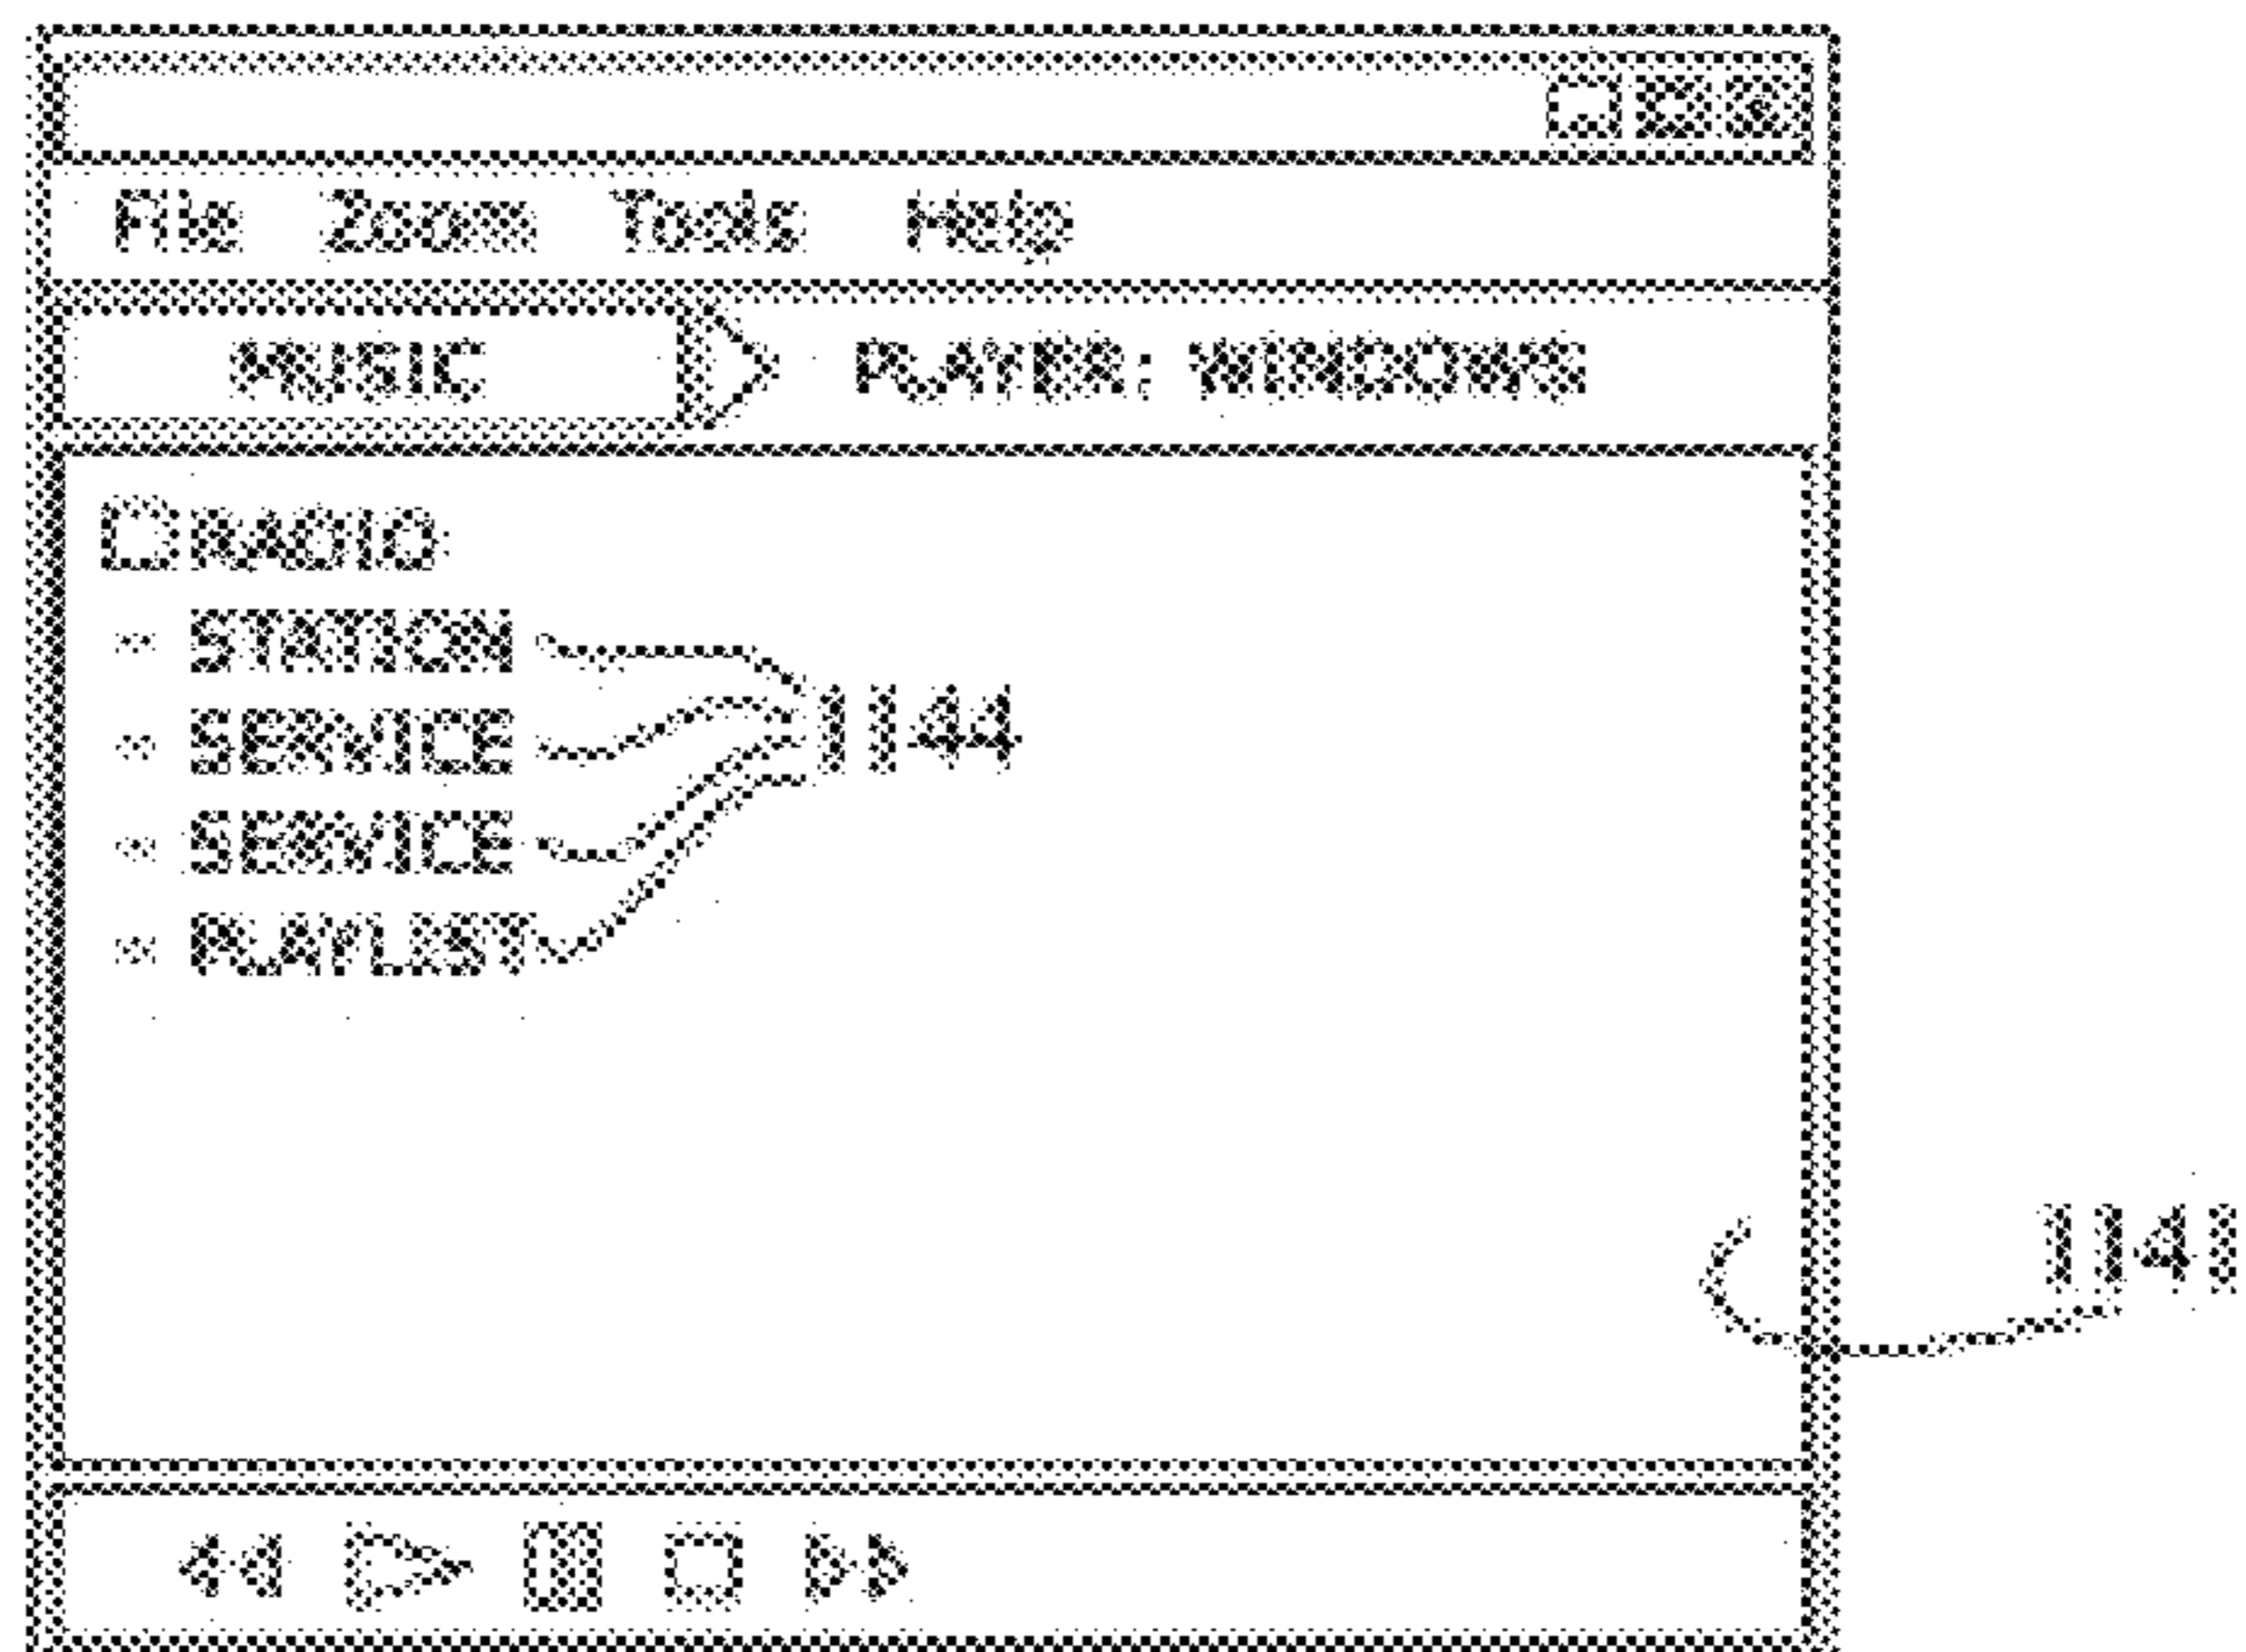 File Zoom Tools Help
MUSIC PLAYER: WINDOWS
RADIO
- STATION
- SERVICE
- SERVICE
- PLAYLIST
1144
1141